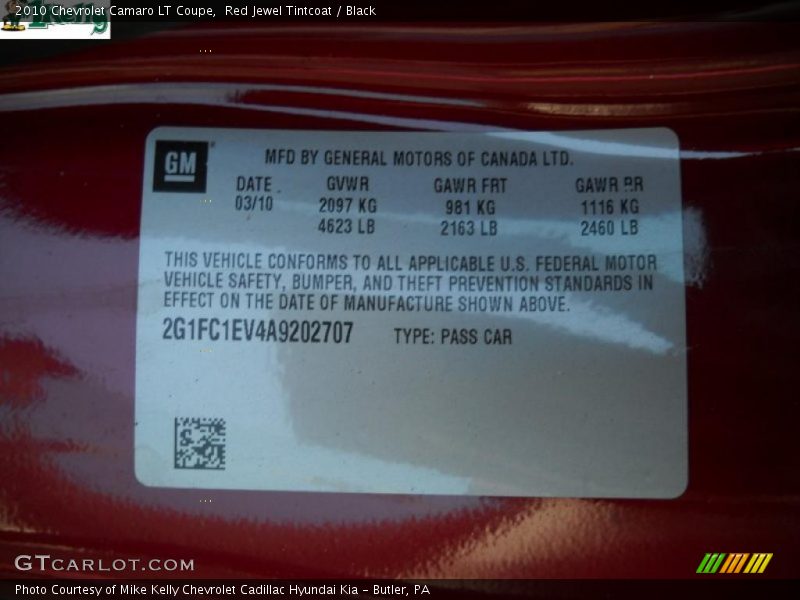 2010 Chevrolet Camaro LT Coupe,  Red Jewel Tintcoat / Black
GM
MFD BY GENERAL MOTORS OF CANADA LTD.
DATE GVWR GAWR FRT GAWR RR
03/10 2097 KG 981 KG 1116 KG
4623 LB 2163 LB 2460 LB
THIS VEHICLE CONFORMS TO ALL APPLICABLE U.S. FEDERAL MOTOR
VEHICLE SAFETY, BUMPER, AND THEFT PREVENTION STANDARDS IN
EFFECT ON THE DATE OF MANUFACTURE SHOWN ABOVE.
2G1FC1EV4A9202707 TYPE: PASS CAR
GTCARLOT.COM
Photo Courtesy of Mike Kelly Chevrolet Cadillac Hyundai Kia – Butler, PA